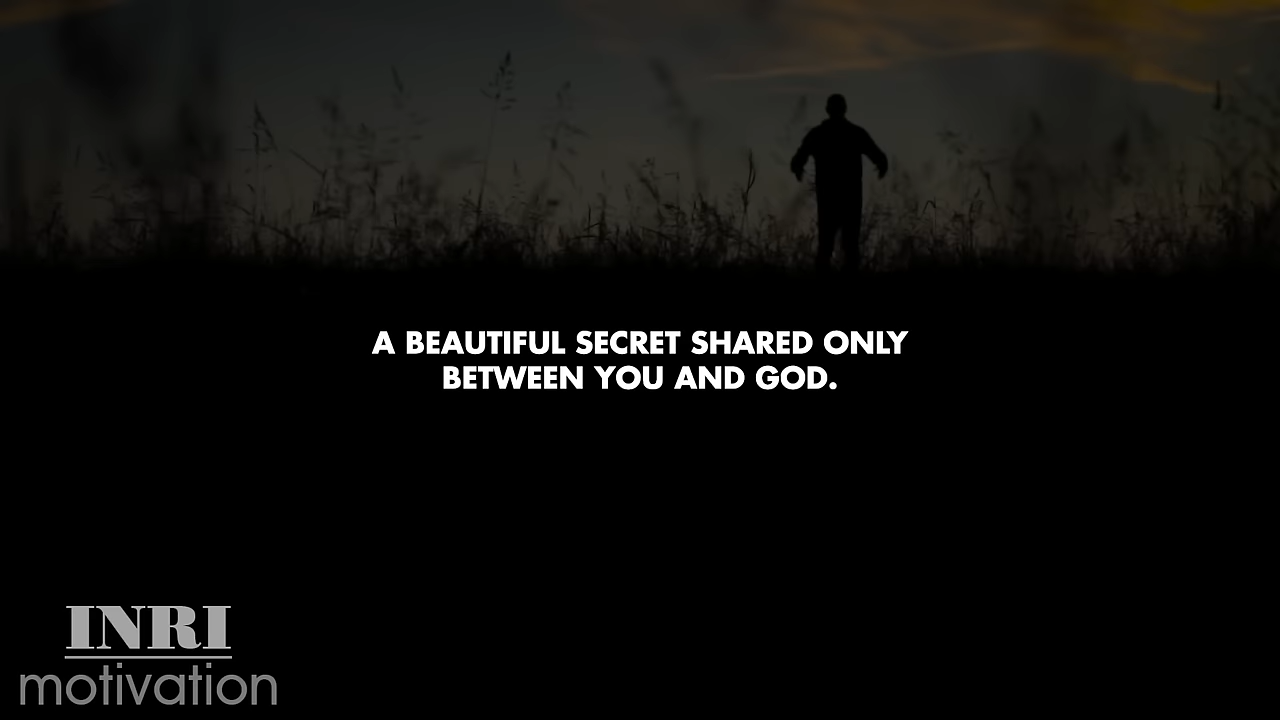 A BEAUTIFUL SECRET SHARED ONLY
BETWEEN YOU AND GOD.
INRI
motivation